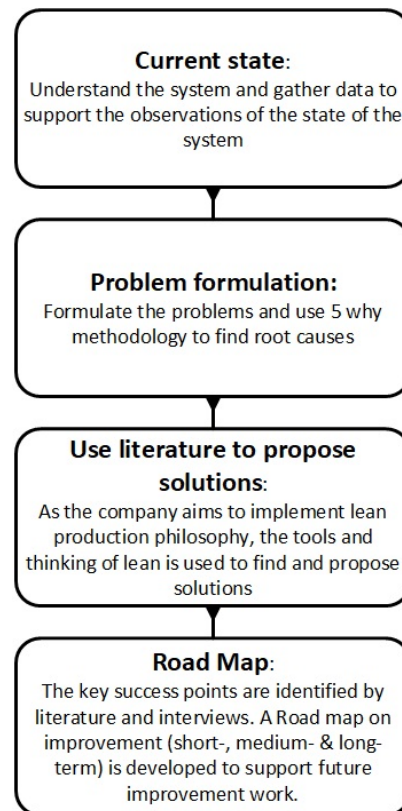 Current state:
Understand the system and gather data to
support the observations of the state of the
system
Problem formulation:
Formulate the problems and use 5 why
methodology to find root causes
Use literature to propose
solutions:
As the company aims to implement lean
production philosophy, the tools and
thinking of lean is used to find and propose
solutions
Road Map:
The key success points are identified by
literature and interviews. A Road map on
improvement (short-, medium- & long-
term) is developed to support future
improvement work.